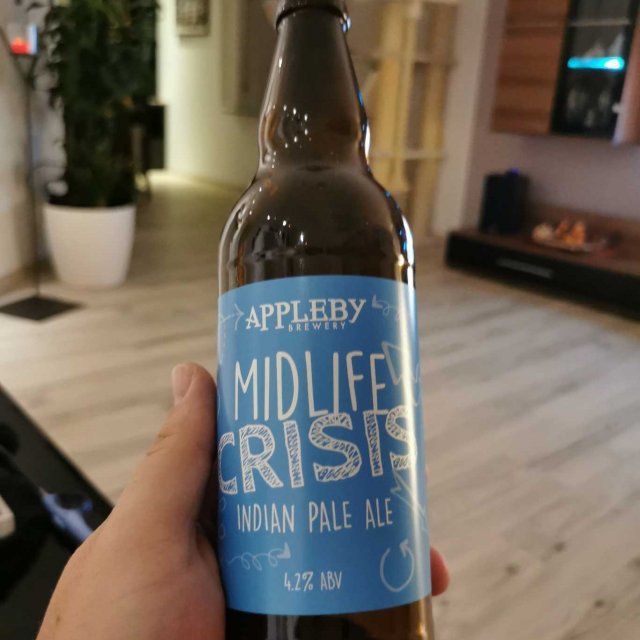 APPLEBY
BREWERY
MIDLIFE
CRISIS
INDIAN PALE ALE
4.2% ABV